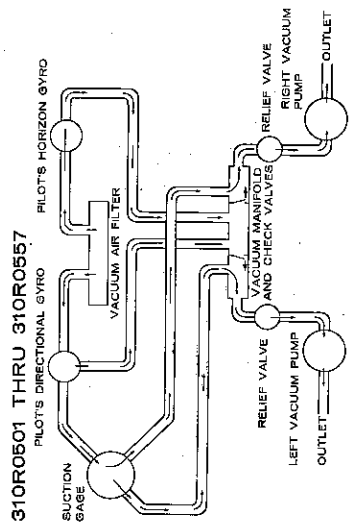 310R0501 THRU 310R0557
PILOT'S DIRECTIONAL GYRO
PILOT'S HORIZON GYRO
SUCTION
GAGE
VACUUM AIR FILTER
VACUUM MANIFOLD
AND CHECK VALVES
RELIEF VALVE
RELIEF VALVE
LEFT VACUUM PUMP
RIGHT VACUUM
PUMP
OUTLET
OUTLET